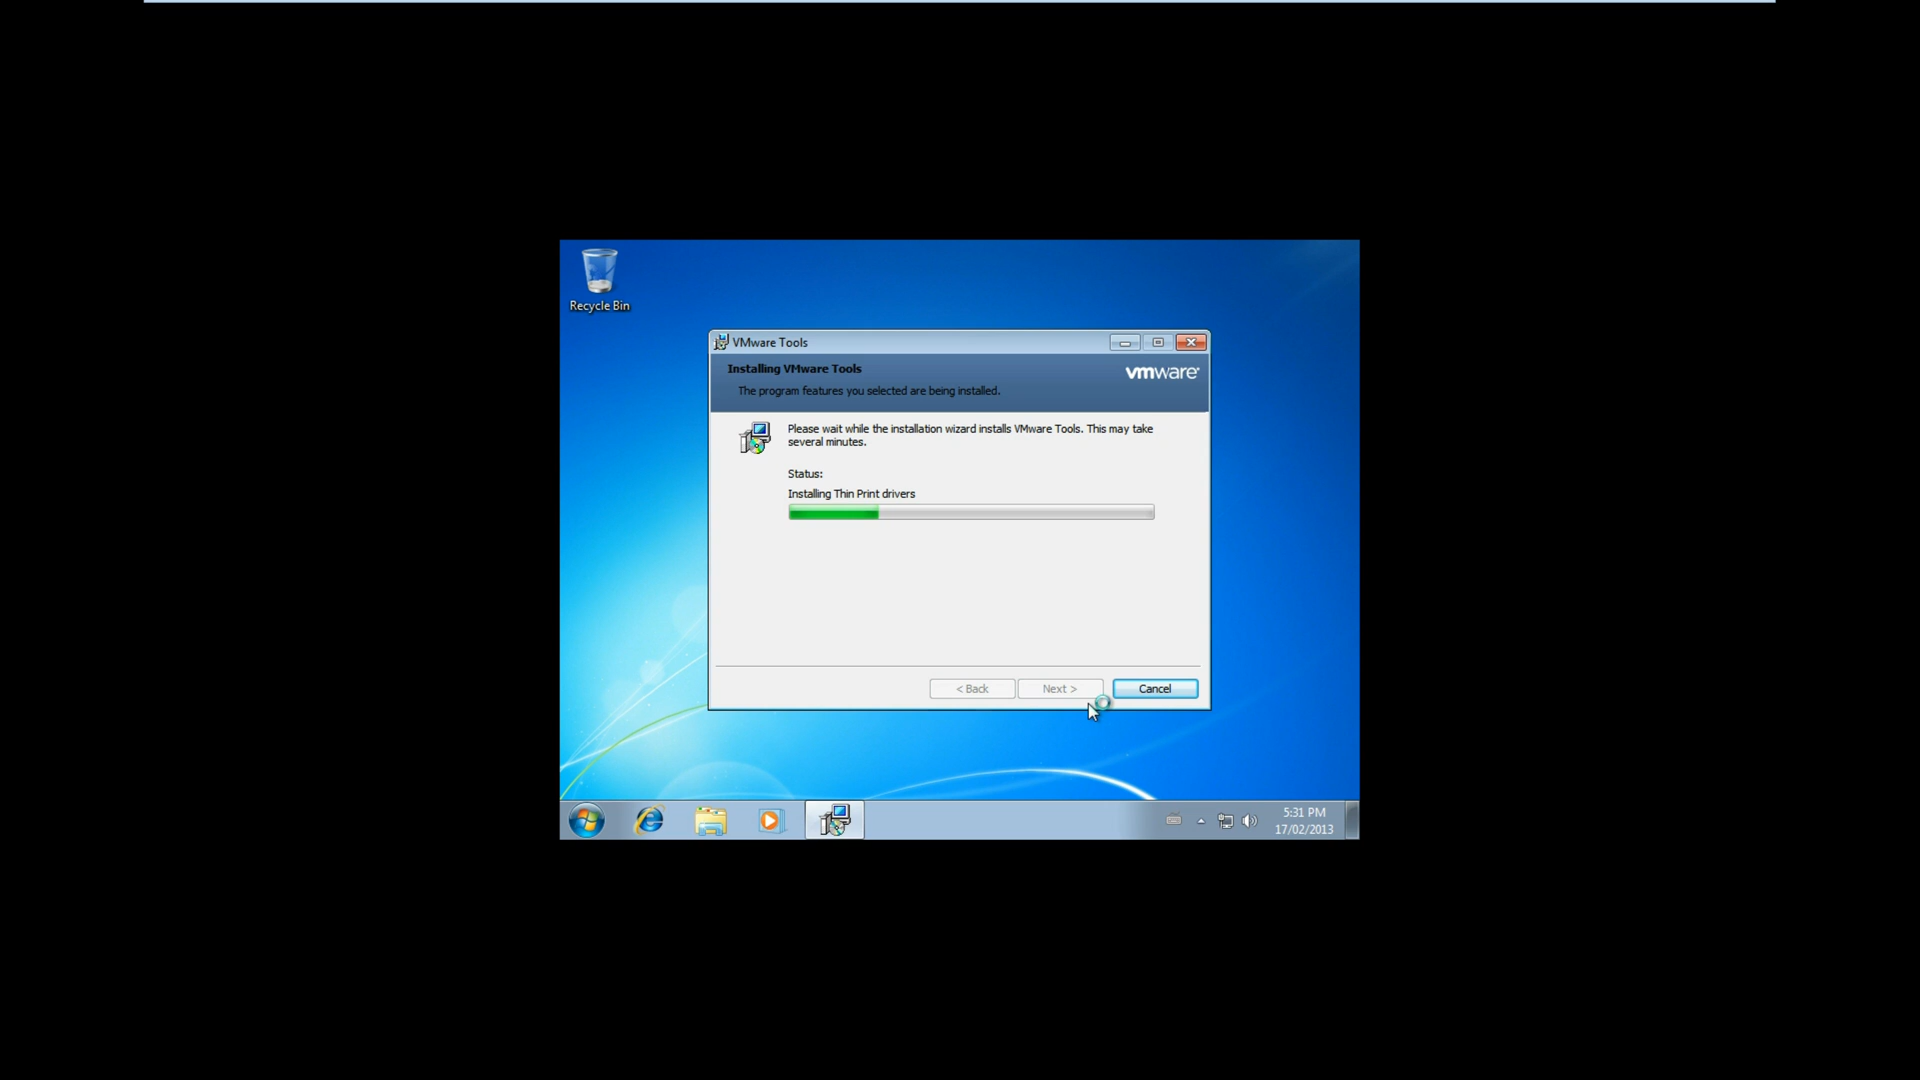 Recycle Bin
VMware Tools
Installing VMware Tools
The program features you selected are being installed.
vmware
Please wait while the installation wizard installs VMware Tools. This may take
several minutes.
Status:
Installing Thin Print drivers
< Back
Next >
Cancel
5:31 PM
17/02/2013